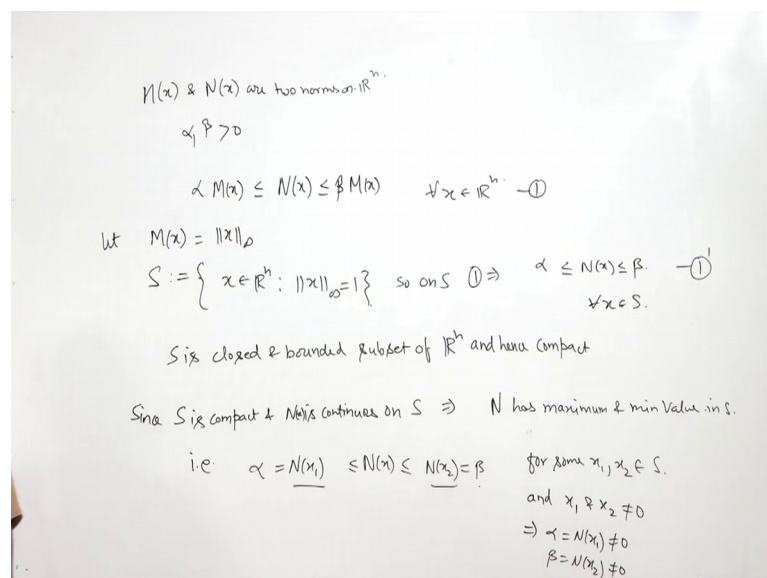 M(x) & N(x) are two norms on ℝⁿ.
α, β > 0
α M(x) ≤ N(x) ≤ β M(x) ∀ x ∈ ℝⁿ. —①
let M(x) = ||x||∞
S := { x ∈ ℝⁿ : ||x||∞ = 1 } so on S ① ⇒ α ≤ N(x) ≤ β. —①'
∀ x ∈ S.
S is closed & bounded subset of ℝⁿ and hence compact
Since S is compact & N(x) is continues on S ⇒ N has maximum & min value in S.
i.e. α = N(x₁) ≤ N(x) ≤ N(x₂) = β for some x₁, x₂ ∈ S.
and x₁ & x₂ ≠ 0
⇒ α = N(x₁) ≠ 0
β = N(x₂) ≠ 0